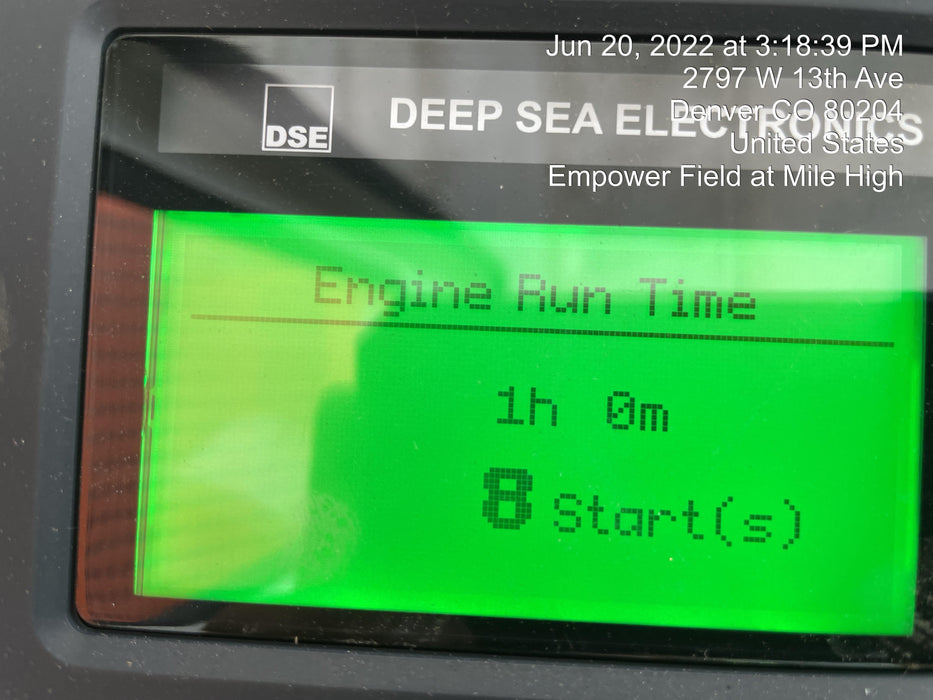 Jun 20, 2022 at 3:18:39 PM
2797 W 13th Ave
Denver CO 80204
United States
Empower Field at Mile High
DSE
DEEP SEA ELECTRONICS
Engine Run Time
1h 0m
8 Start(s)